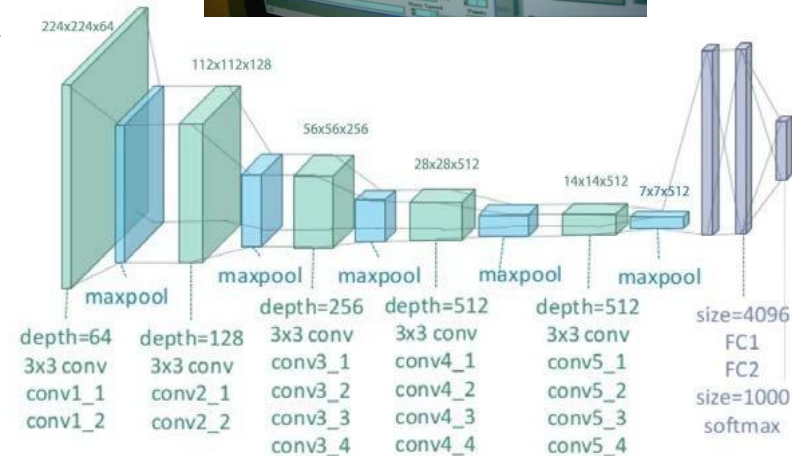 224x224x64
112x112x128
56x56x256
28x28x512
14x14x512
7x7x512
maxpool
maxpool
maxpool
maxpool
maxpool
depth=64
3x3 conv
conv1_1
conv1_2
depth=128
3x3 conv
conv2_1
conv2_2
depth=256
3x3 conv
conv3_1
conv3_2
conv3_3
conv3_4
depth=512
3x3 conv
conv4_1
conv4_2
conv4_3
conv4_4
depth=512
3x3 conv
conv5_1
conv5_2
conv5_3
conv5_4
size=4096
FC1
FC2
size=1000
softmax